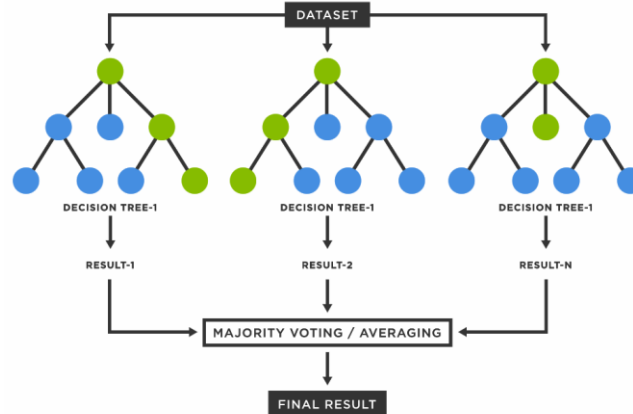 DATASET
DECISION TREE-1
DECISION TREE-1
DECISION TREE-1
RESULT-1
RESULT-2
RESULT-N
MAJORITY VOTING / AVERAGING
FINAL RESULT